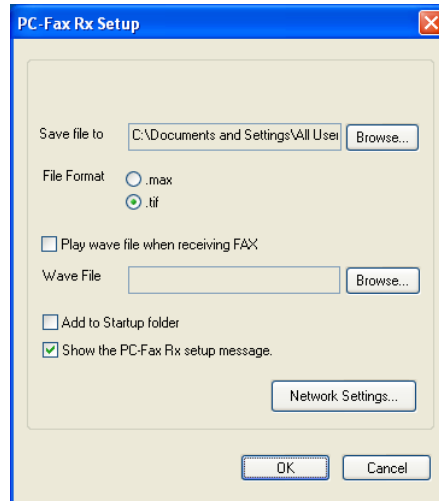 PC-Fax Rx Setup
Save file to C:\Documents and Settings\All User Browse...
File Format .max
.tif
Play wave file when receiving FAX
Wave File Browse...
Add to Startup folder
Show the PC-Fax Rx setup message.
Network Settings...
OK Cancel